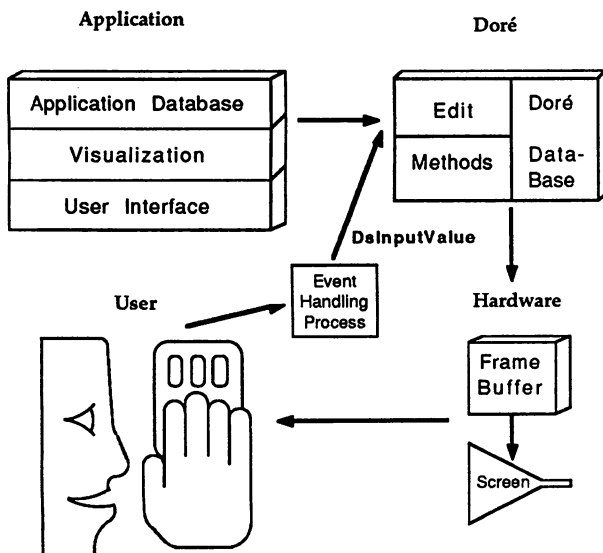 Application
Doré
Application Database
Visualization
User Interface
Edit
Methods
Doré
Data-
Base
DsInputValue
Event
Handling
Process
User
Hardware
Frame
Buffer
Screen